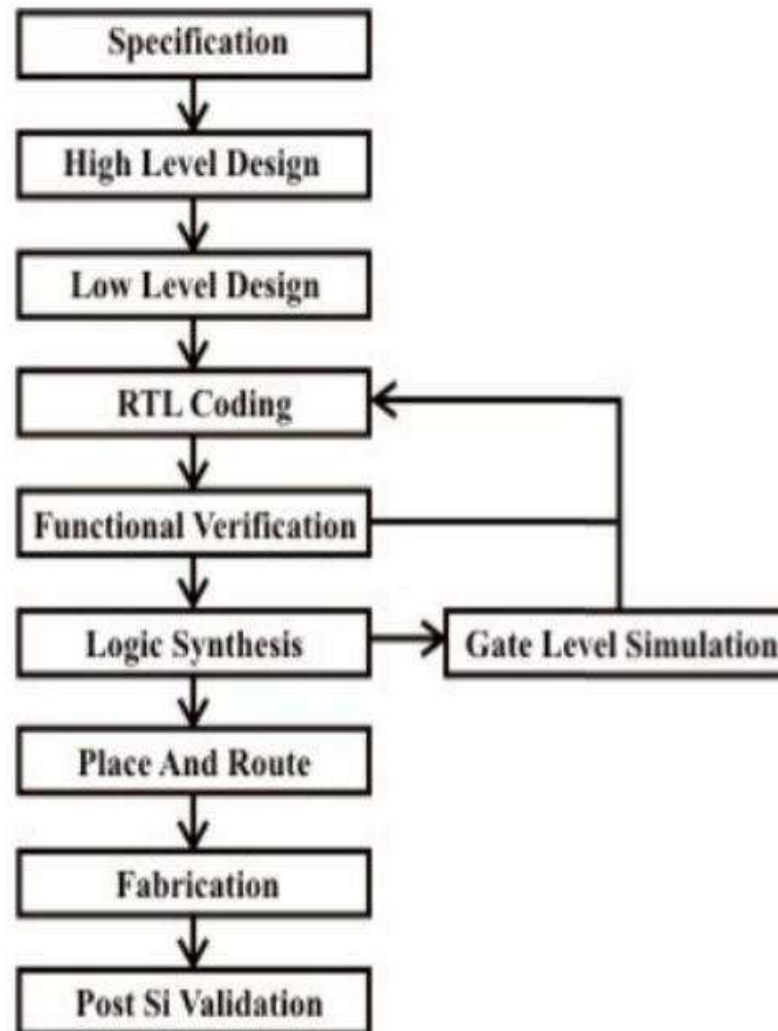 Specification
High Level Design
Low Level Design
RTL Coding
Functional Verification
Logic Synthesis
Gate Level Simulation
Place And Route
Fabrication
Post Si Validation